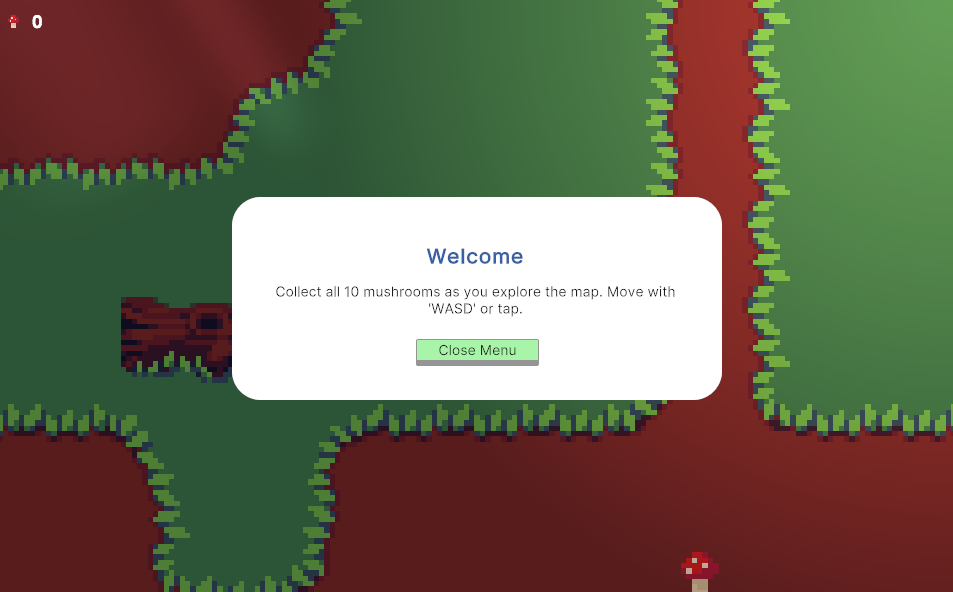 0
Welcome
Collect all 10 mushrooms as you explore the map. Move with
'WASD' or tap.
Close Menu